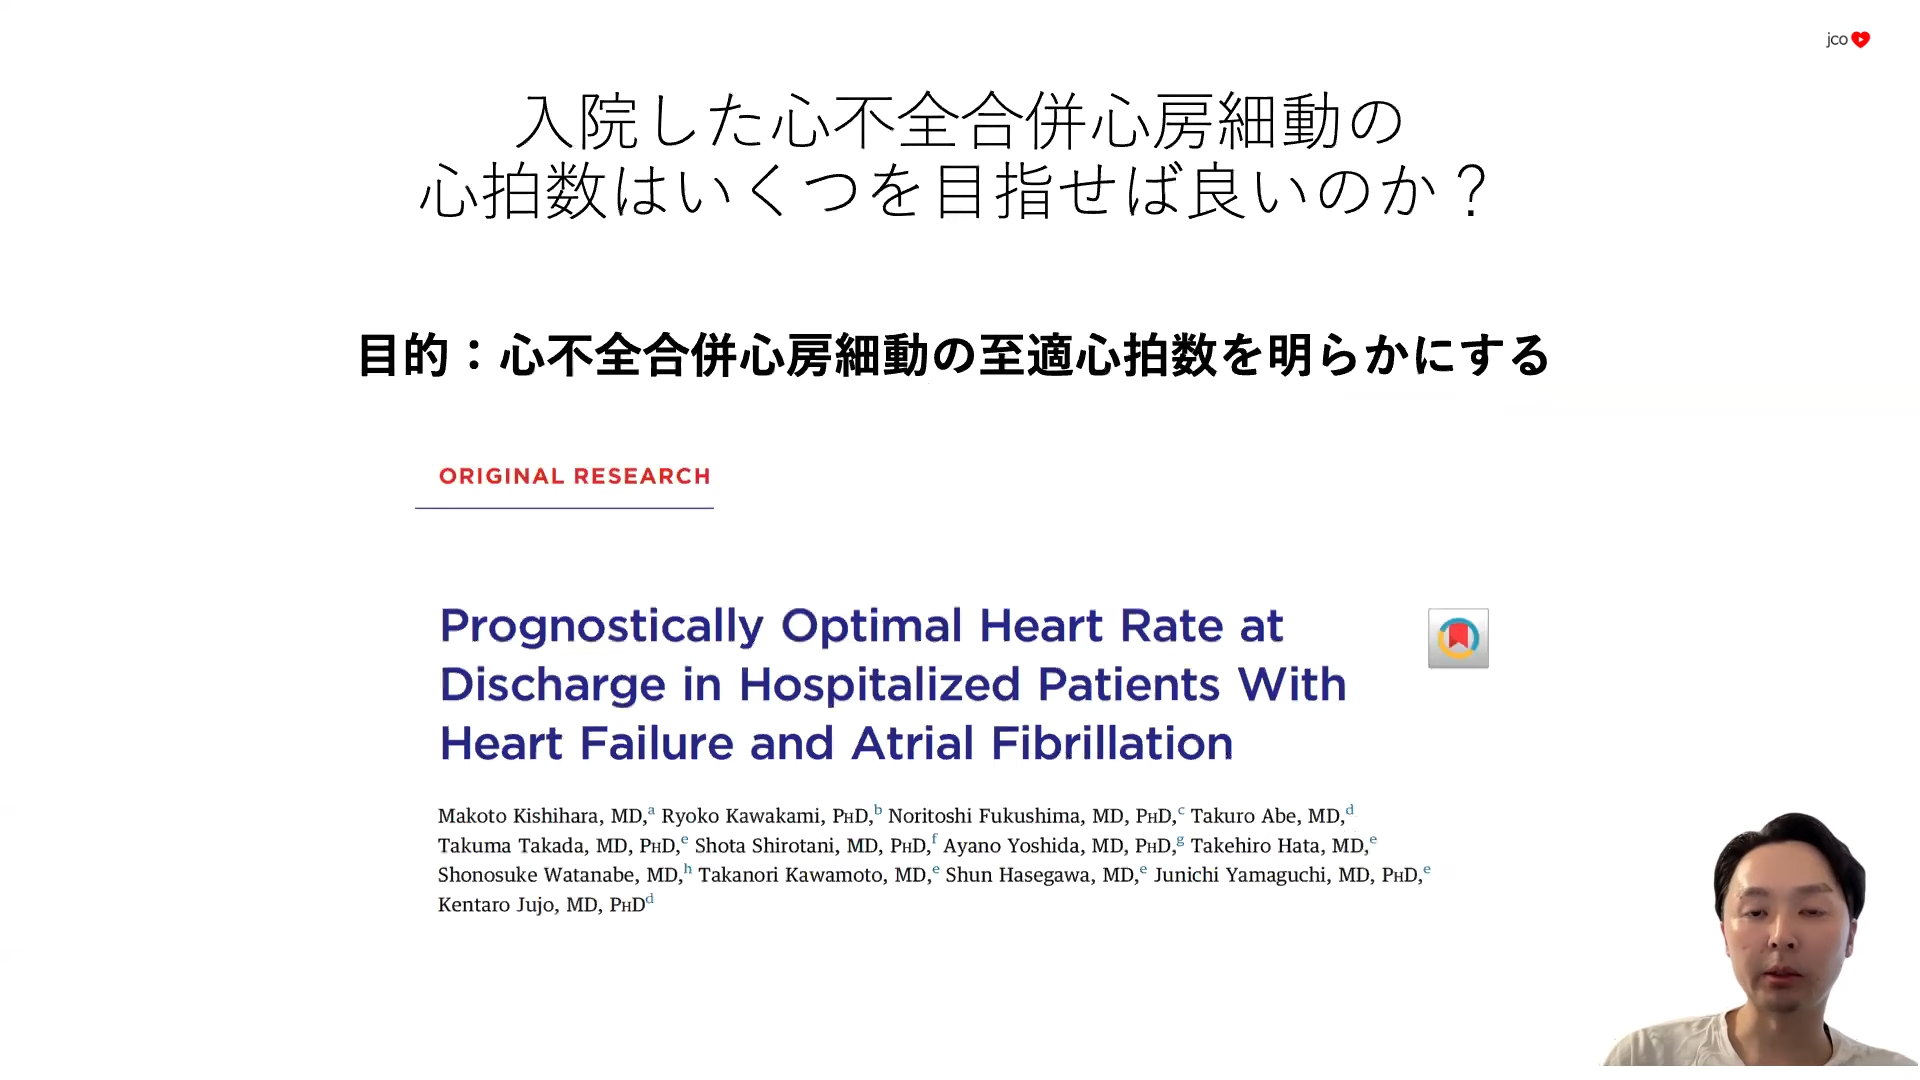 jco
入院した心不全合併心房細動の
心拍数はいくつを目指せば良いのか？
目的：心不全合併心房細動の至適心拍数を明らかにする
ORIGINAL RESEARCH
Prognostically Optimal Heart Rate at
Discharge in Hospitalized Patients With
Heart Failure and Atrial Fibrillation
Makoto Kishihara, MD,a Ryoko Kawakami, PhD,b Noritoshi Fukushima, MD, PhD,c Takuro Abe, MD,d
Takuma Takada, MD, PhD,e Shota Shirotani, MD, PhD,f Ayano Yoshida, MD, PhD,g Takehiro Hata, MD,e
Shonosuke Watanabe, MD,h Takanori Kawamoto, MD,e Shun Hasegawa, MD,e Junichi Yamaguchi, MD, PhD,e
Kentaro Jujo, MD, PhDd